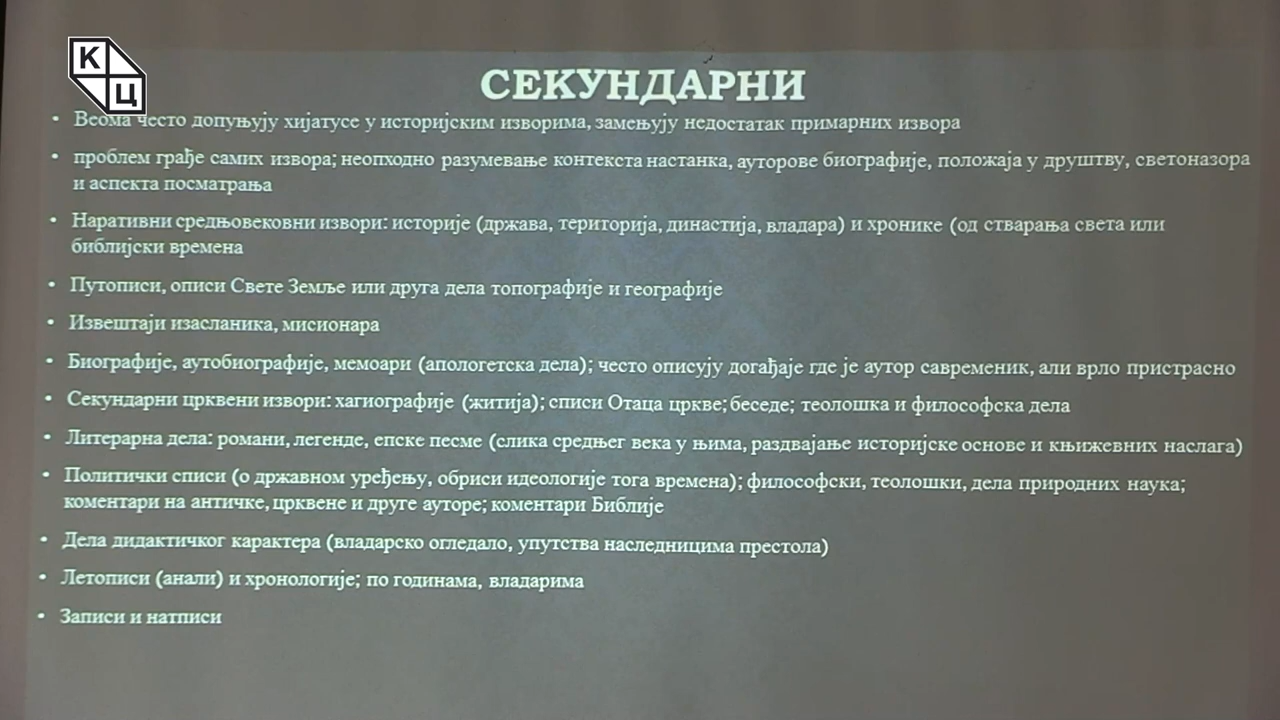 К
Ц
СЕКУНДАРНИ
• Веома често допуњују хијатусе у историјским изворима, замењују недостатак примарних извора
• проблем грађе самих извора; неопходно разумевање контекста настанка, ауторове биографије, положаја у друштву, светоназора
и аспекта посматрања
• Наративни средњовековни извори: историје (држава, територија, династија, владара) и хронике (од стварања света или
библијски времена
• Путописи, описи Свете Земље или друга дела топографије и географије
• Извештаји изасланика, мисионара
• Биографије, аутобиографије, мемоари (апологетска дела); често описују догађаје где је аутор савременик, али врло пристрасно
• Секундарни црквени извори: хагиографије (житија); списи Отаца цркве; беседе; теолошка и философска дела
• Литерарна дела: романи, легенде, епске песме (слика средњег века у њима, раздвајање историјске основе и књижевних наслага)
• Политички списи (о државном уређењу, обриси идеологије тога времена); философски, теолошки, дела природних наука;
коментари на античке, црквене и друге ауторе; коментари Библије
• Дела дидактичког карактера (владарско огледало, упутства наследницима престола)
• Летописи (анали) и хронологије; по годинама, владарима
• Записи и натписи